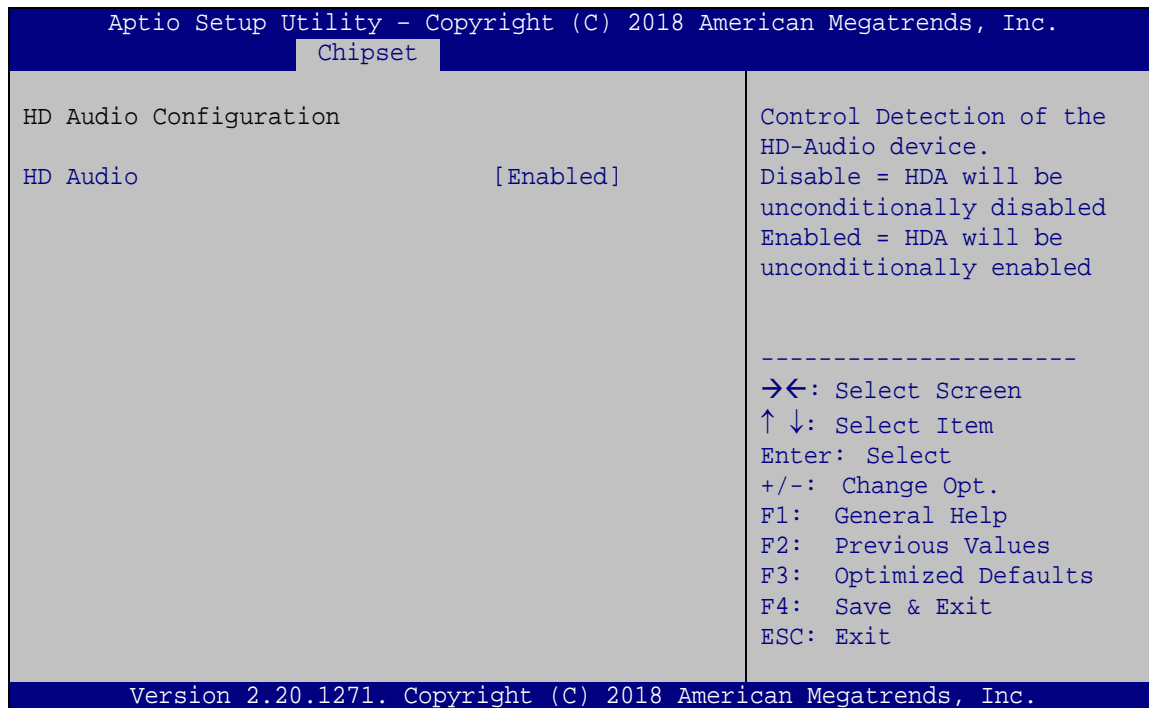 Aptio Setup Utility – Copyright (C) 2018 American Megatrends, Inc.
Chipset
HD Audio Configuration
HD Audio [Enabled]
Control Detection of the
HD-Audio device.
Disable = HDA will be
unconditionally disabled
Enabled = HDA will be
unconditionally enabled
----------------------
→←: Select Screen
↑ ↓: Select Item
Enter: Select
+/-: Change Opt.
F1: General Help
F2: Previous Values
F3: Optimized Defaults
F4: Save & Exit
ESC: Exit
Version 2.20.1271. Copyright (C) 2018 American Megatrends, Inc.